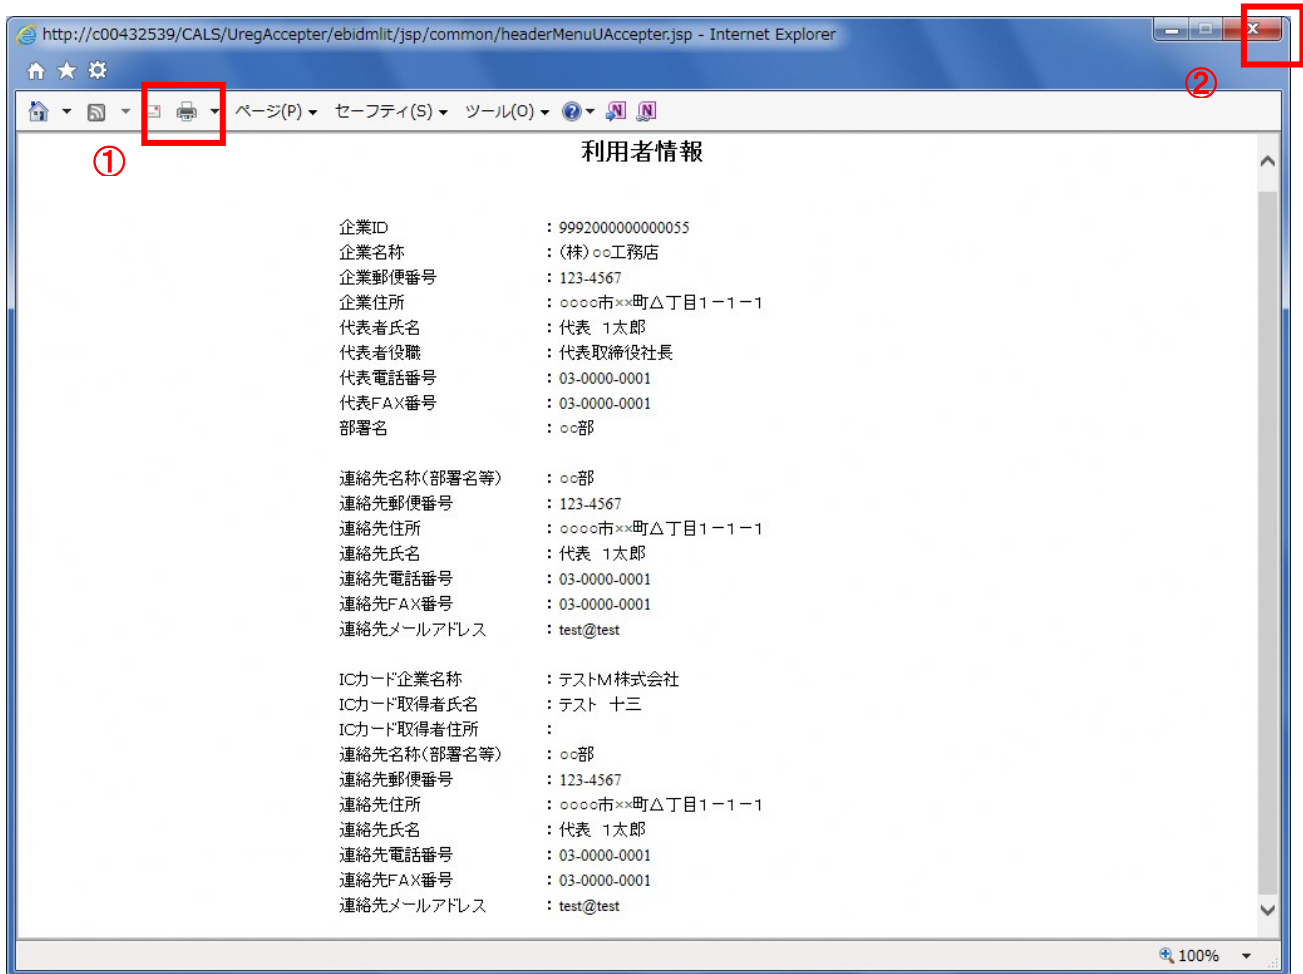 http://c00432539/CALS/UregAccepter/ebidmlit/jsp/common/headerMenuUAccepter.jsp - Internet Explorer
②
ページ(P) セーフティ(S) ツール(O)
①
利用者情報
企業ID : 9992000000000055
企業名称 : (株)○○工務店
企業郵便番号 : 123-4567
企業住所 : ○○○○市××町△丁目1-1-1
代表者氏名 : 代表 1太郎
代表者役職 : 代表取締役社長
代表電話番号 : 03-0000-0001
代表FAX番号 : 03-0000-0001
部署名 : ○○部
連絡先名称(部署名等) : ○○部
連絡先郵便番号 : 123-4567
連絡先住所 : ○○○○市××町△丁目1-1-1
連絡先氏名 : 代表 1太郎
連絡先電話番号 : 03-0000-0001
連絡先FAX番号 : 03-0000-0001
連絡先メールアドレス : test@test
ICカード企業名称 : テストM株式会社
ICカード取得者氏名 : テスト 十三
ICカード取得者住所 :
連絡先名称(部署名等) : ○○部
連絡先郵便番号 : 123-4567
連絡先住所 : ○○○○市××町△丁目1-1-1
連絡先氏名 : 代表 1太郎
連絡先電話番号 : 03-0000-0001
連絡先FAX番号 : 03-0000-0001
連絡先メールアドレス : test@test
100%